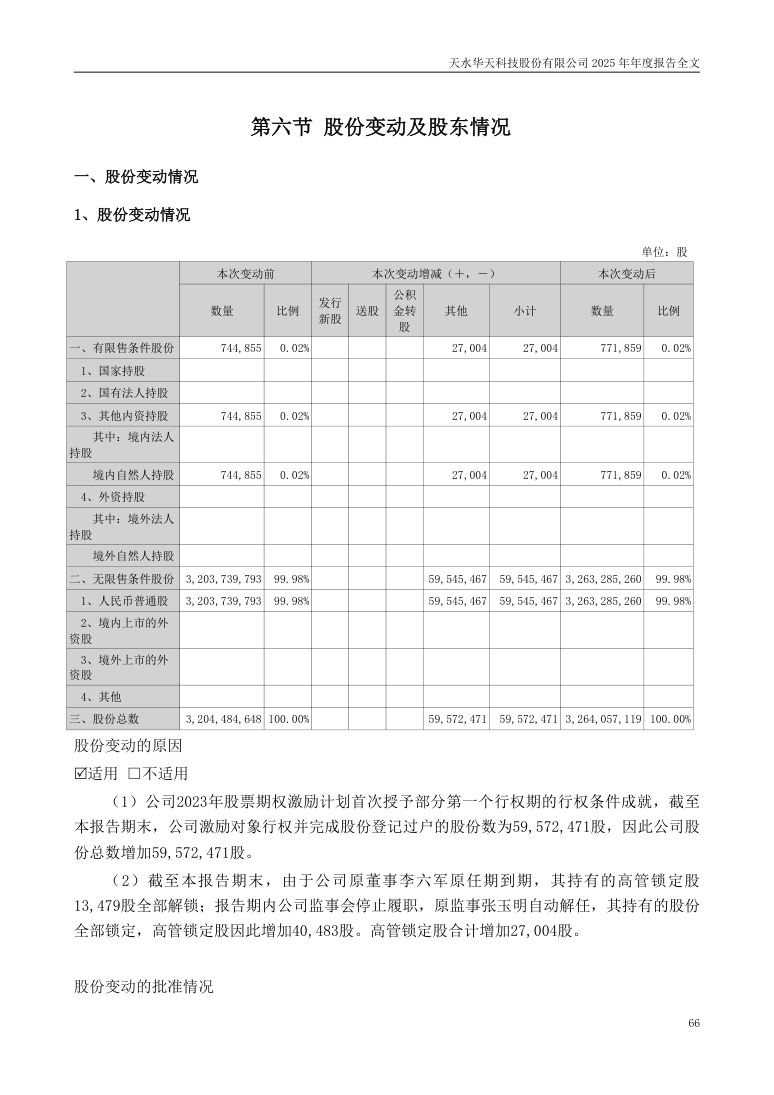 天水华天科技股份有限公司 2025 年年度报告全文
第六节 股份变动及股东情况
一、股份变动情况
1、股份变动情况
单位：股
本次变动前 本次变动增减（＋，－） 本次变动后
数量 比例 发行新股 送股 公积金转股 其他 小计 数量 比例
一、有限售条件股份 744,855 0.02% 27,004 27,004 771,859 0.02%
1、国家持股
2、国有法人持股
3、其他内资持股 744,855 0.02% 27,004 27,004 771,859 0.02%
其中：境内法人
持股
境内自然人持股 744,855 0.02% 27,004 27,004 771,859 0.02%
4、外资持股
其中：境外法人
持股
境外自然人持股
二、无限售条件股份 3,203,739,793 99.98% 59,545,467 59,545,467 3,263,285,260 99.98%
1、人民币普通股 3,203,739,793 99.98% 59,545,467 59,545,467 3,263,285,260 99.98%
2、境内上市的外
资股
3、境外上市的外
资股
4、其他
三、股份总数 3,204,484,648 100.00% 59,572,471 59,572,471 3,264,057,119 100.00%
股份变动的原因
☑适用 □不适用
（1）公司2023年股票期权激励计划首次授予部分第一个行权期的行权条件成就，截至
本报告期末，公司激励对象行权并完成股份登记过户的股份数为59,572,471股，因此公司股
份总数增加59,572,471股。
（2）截至本报告期末，由于公司原董事李六军原任期到期，其持有的高管锁定股
13,479股全部解锁；报告期内公司监事会停止履职，原监事张玉明自动解任，其持有的股份
全部锁定，高管锁定股因此增加40,483股。高管锁定股合计增加27,004股。
股份变动的批准情况
66